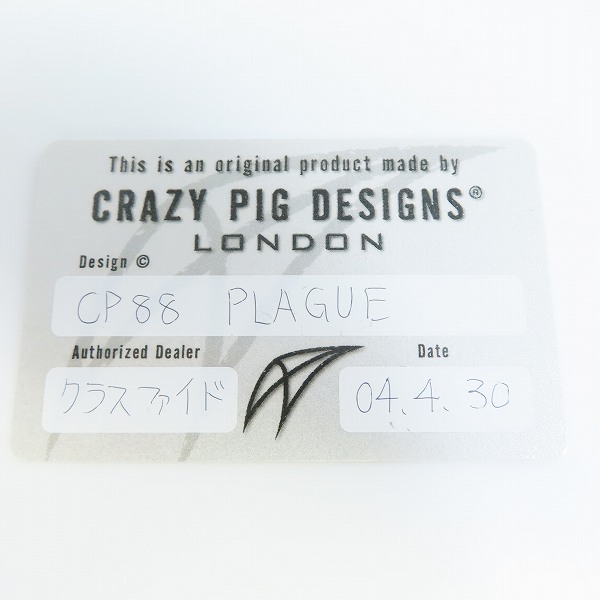 This is an original product made by
CRAZY PIG DESIGNS®
LONDON
Design ©
CP88 PLAGUE
Authorized Dealer
Date
クラスファイド
04.4.30